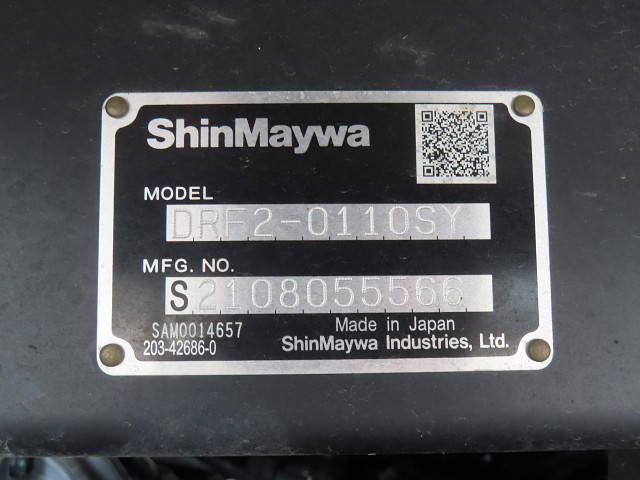 ShinMaywa
MODEL
DRF2-0110SY
MFG. NO.
S2108055566
SAM0014657
203-42686-0
Made in Japan
ShinMaywa Industries, Ltd.